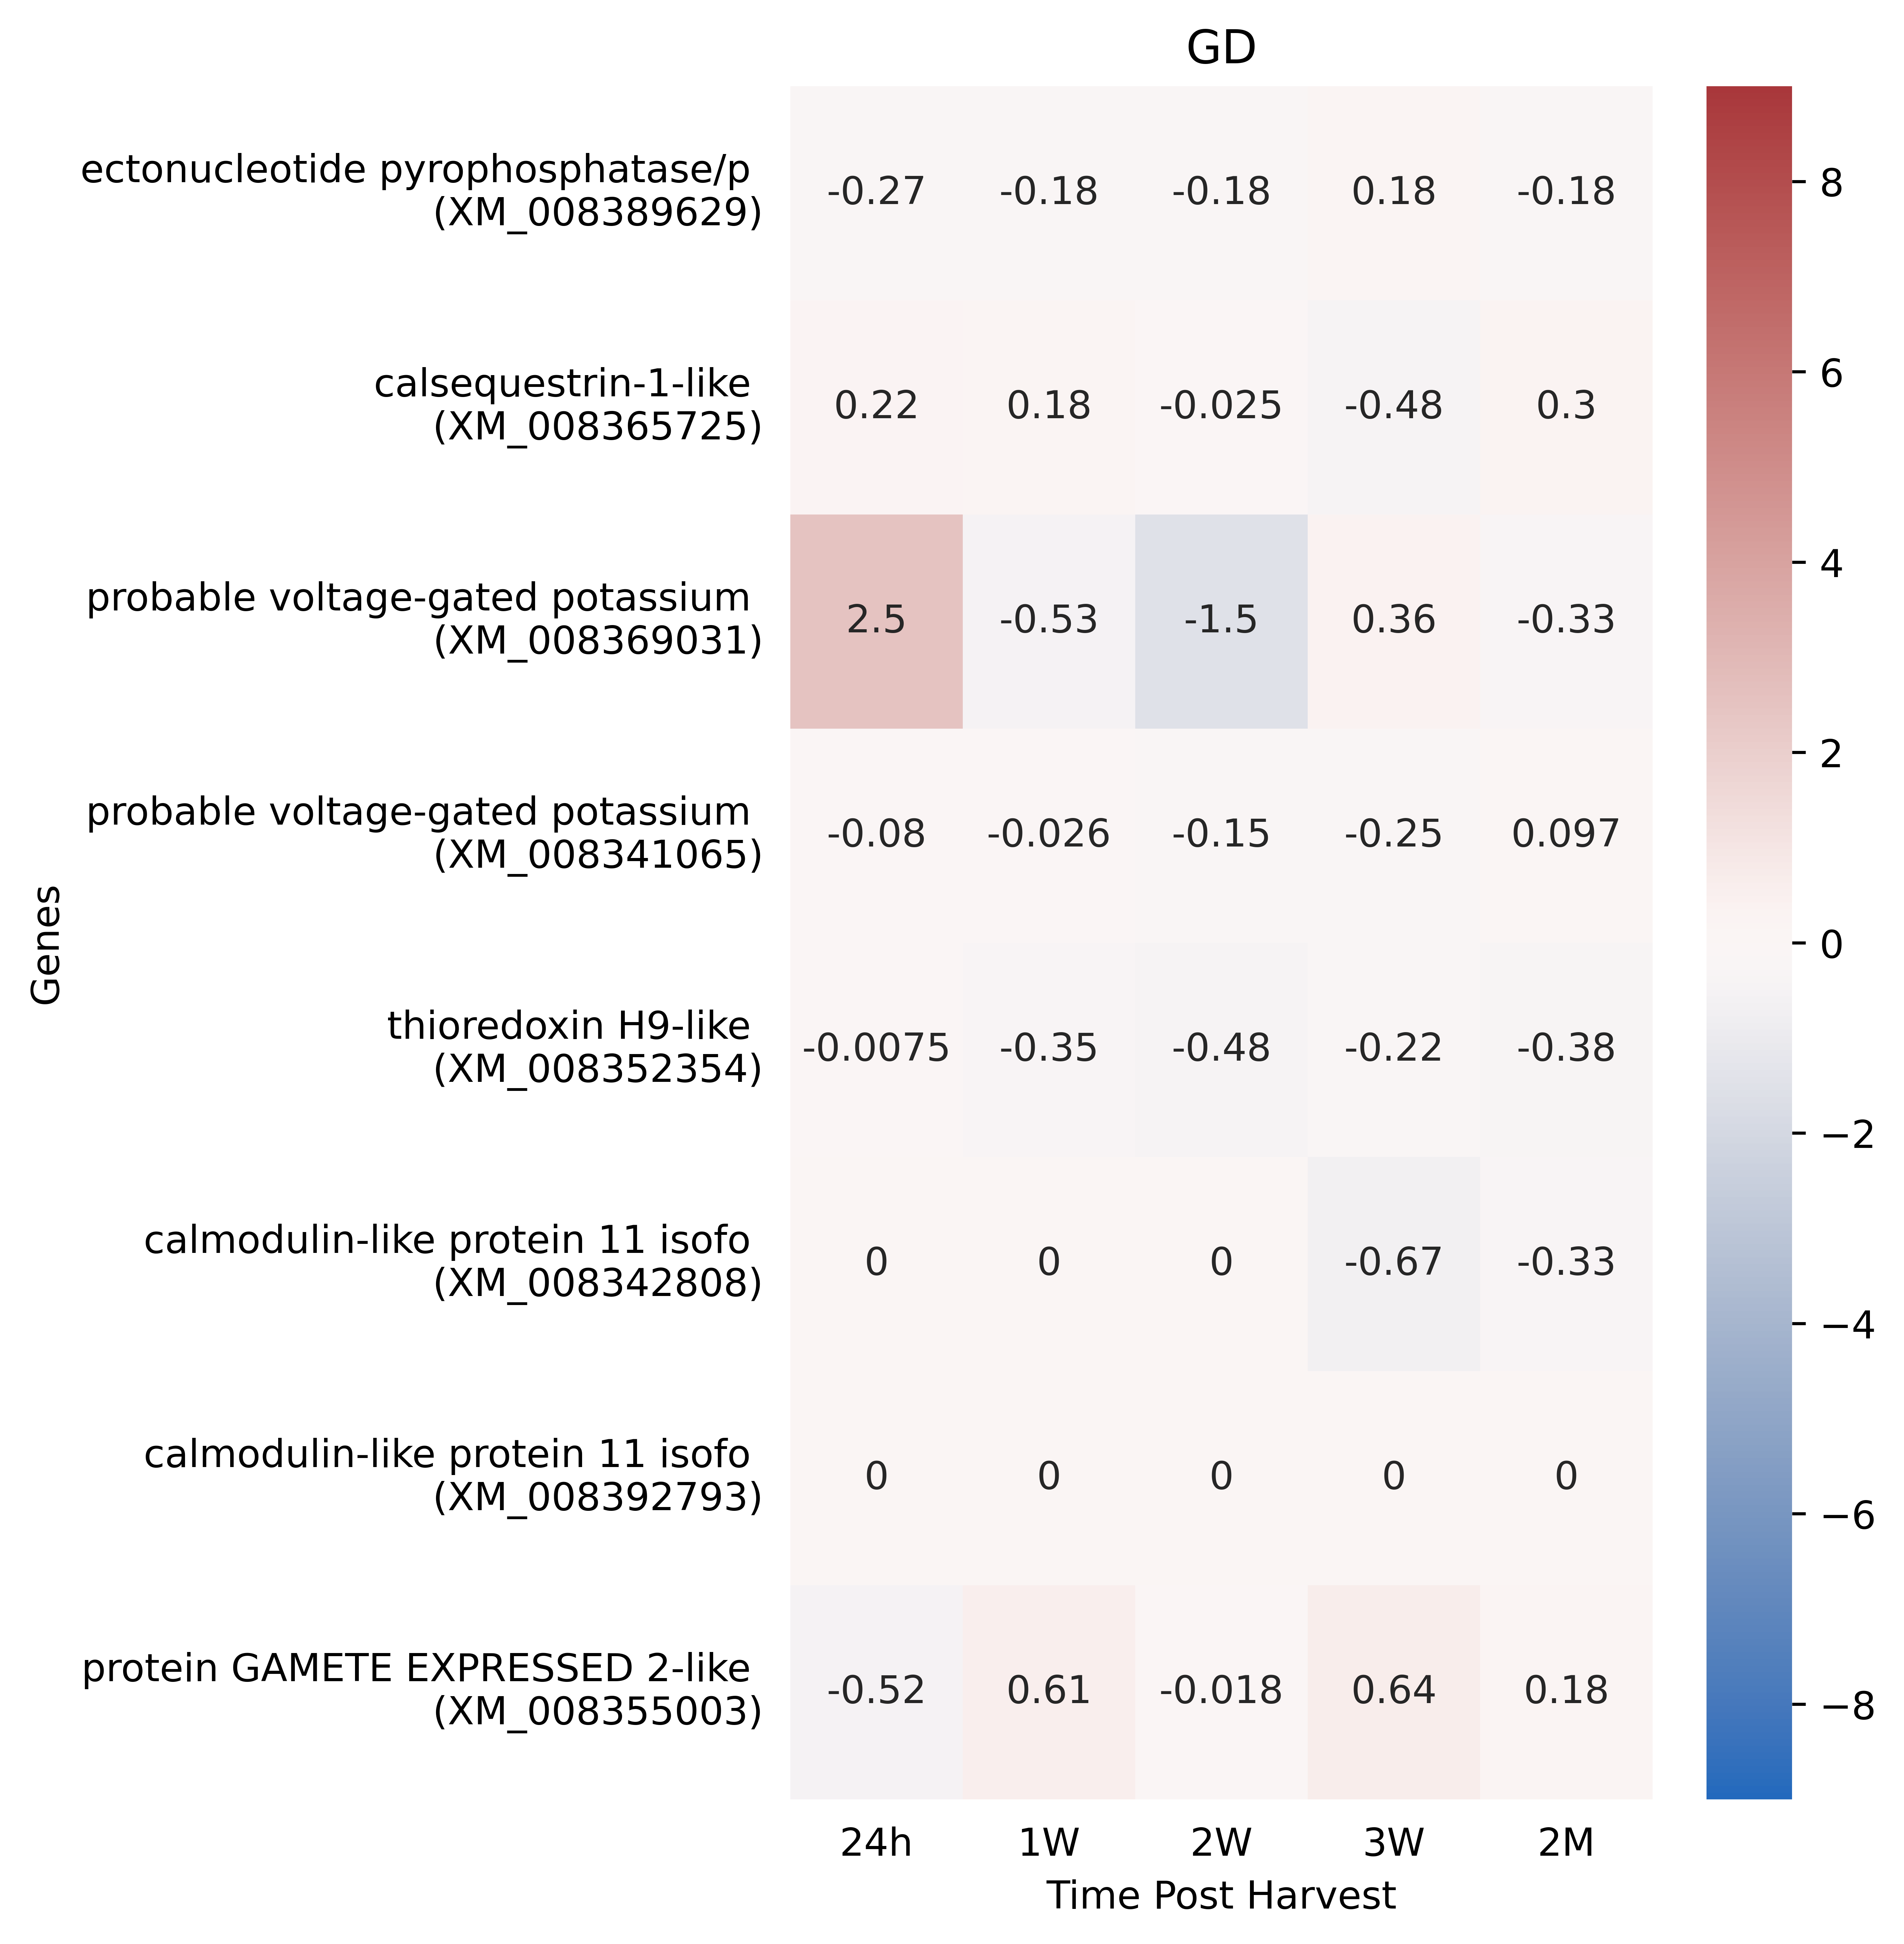 GD
ectonucleotide pyrophosphatase/p
(XM_008389629)
-0.27 -0.18 -0.18 0.18 -0.18
calsequestrin-1-like
(XM_008365725)
0.22 0.18 -0.025 -0.48 0.3
probable voltage-gated potassium
(XM_008369031)
2.5 -0.53 -1.5 0.36 -0.33
probable voltage-gated potassium
(XM_008341065)
-0.08 -0.026 -0.15 -0.25 0.097
thioredoxin H9-like
(XM_008352354)
-0.0075 -0.35 -0.48 -0.22 -0.38
calmodulin-like protein 11 isofo
(XM_008342808)
0 0 0 -0.67 -0.33
calmodulin-like protein 11 isofo
(XM_008392793)
0 0 0 0 0
protein GAMETE EXPRESSED 2-like
(XM_008355003)
-0.52 0.61 -0.018 0.64 0.18
Genes
24h 1W 2W 3W 2M
Time Post Harvest
8
6
4
2
0
−2
−4
−6
−8